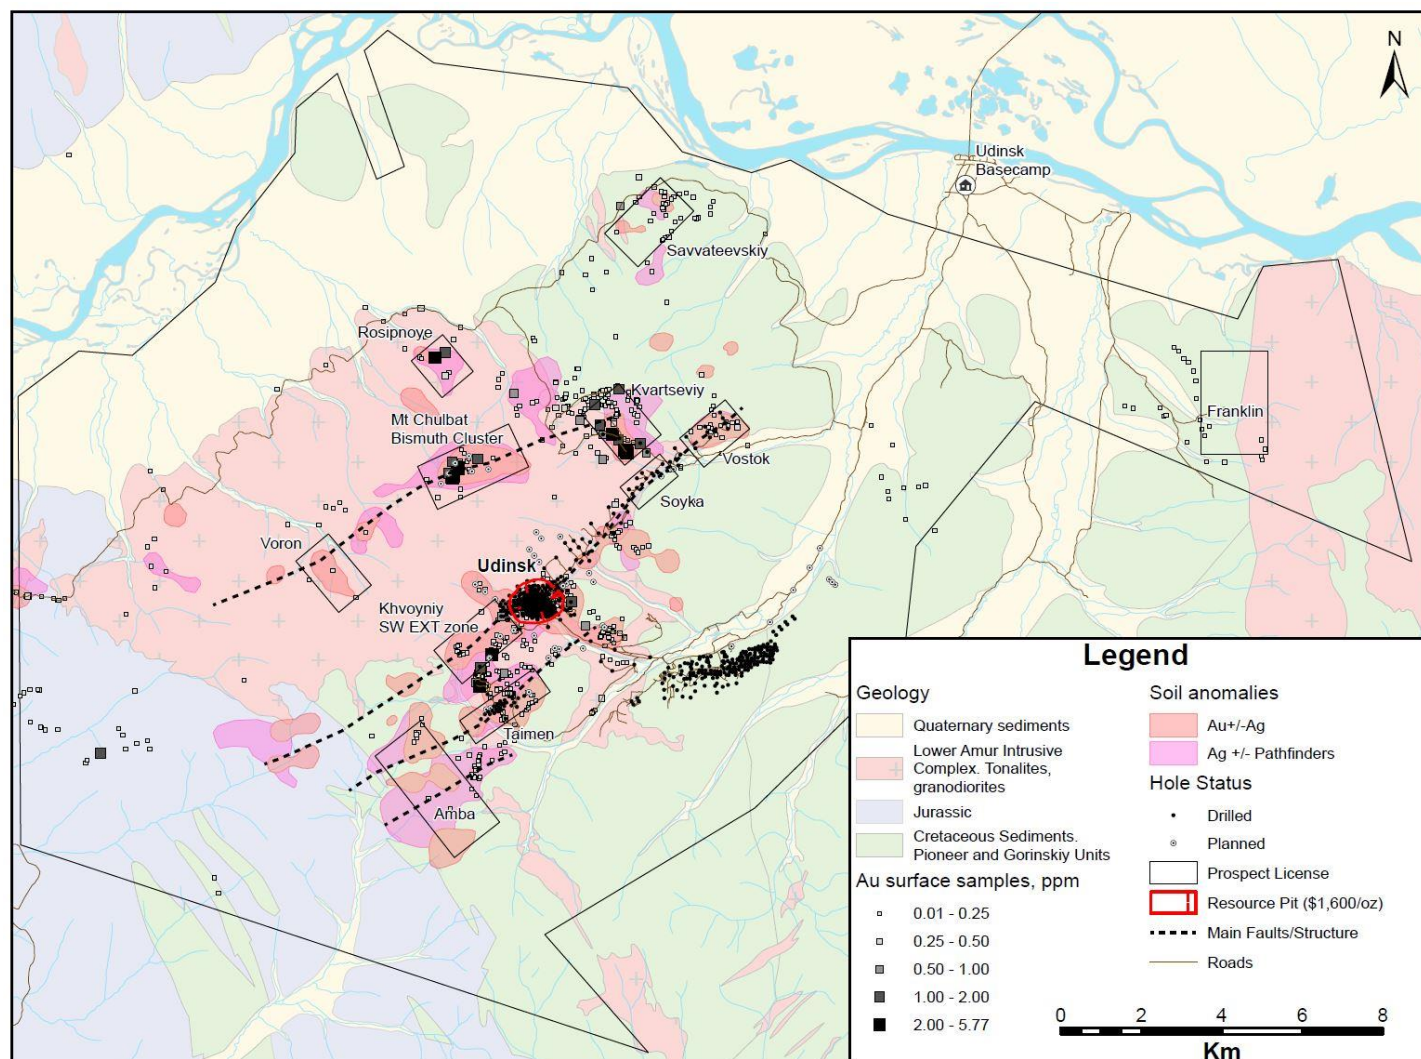 N
Udinsk
Basecamp
Savvateevskiy
Rosipnoye
Kvartseviy
Mt Chulbat
Bismuth Cluster
Franklin
Vostok
Soyka
Voron
Udinsk
Khvoyniy
SW EXT zone
Taimen
Amba
Legend
Geology
Quaternary sediments
Lower Amur Intrusive
Complex. Tonalites,
granodiorites
Jurassic
Cretaceous Sediments.
Pioneer and Gorinskiy Units
Au surface samples, ppm
0.01 - 0.25
0.25 - 0.50
0.50 - 1.00
1.00 - 2.00
2.00 - 5.77
Soil anomalies
Au+/-Ag
Ag +/- Pathfinders
Hole Status
Drilled
Planned
Prospect License
Resource Pit ($1,600/oz)
Main Faults/Structure
Roads
0 2 4 6 8
Km